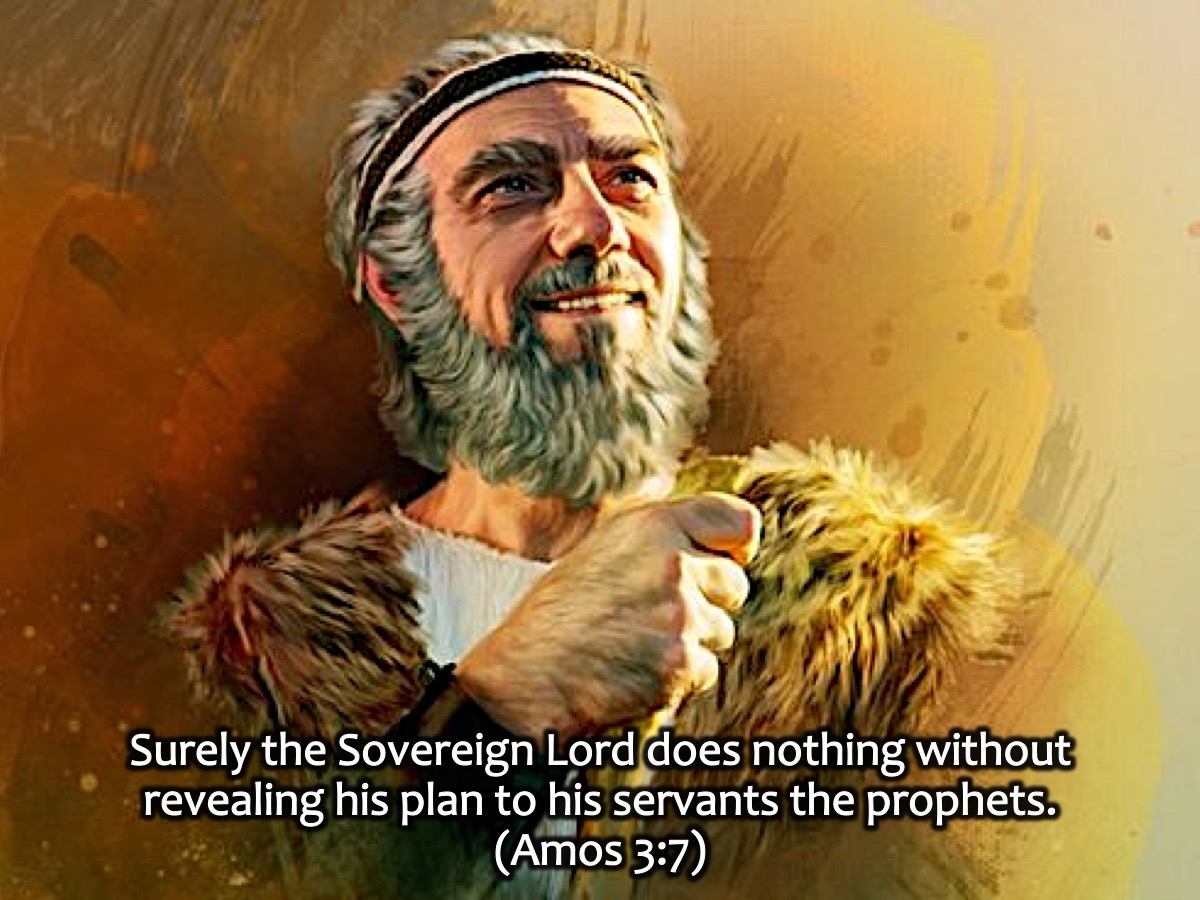 Surely the Sovereign Lord does nothing without
revealing his plan to his servants the prophets.
(Amos 3:7)